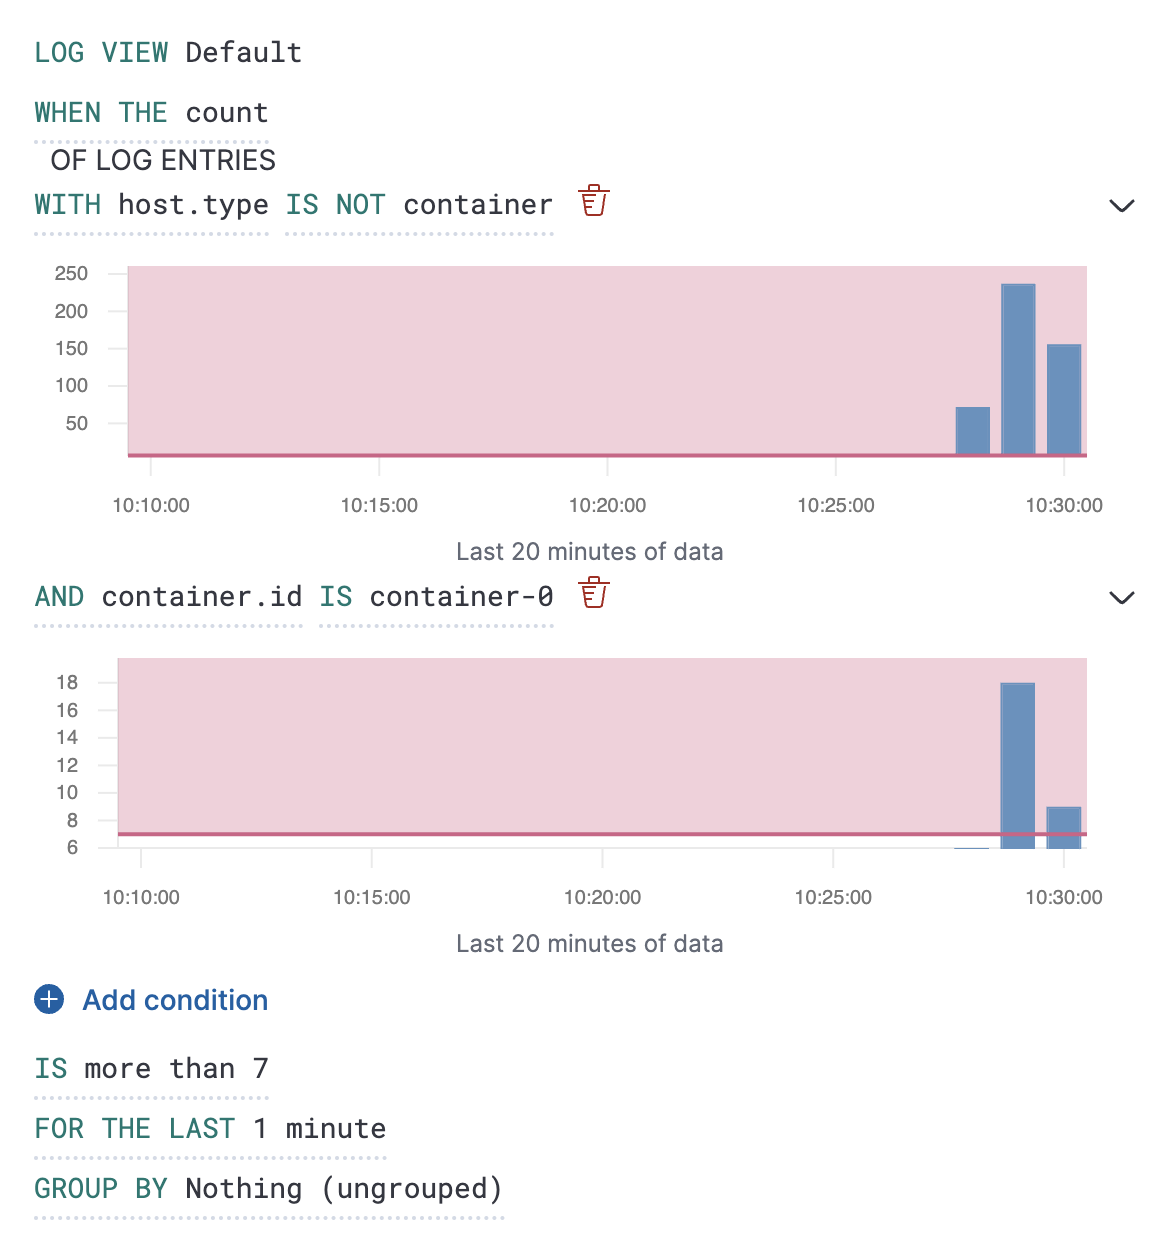 LOG VIEW Default
WHEN THE count
OF LOG ENTRIES
WITH host.type IS NOT container
250
200
150
100
50
10:10:00 10:15:00 10:20:00 10:25:00 10:30:00
Last 20 minutes of data
AND container.id IS container-0
18
16
14
12
10
8
6
10:10:00 10:15:00 10:20:00 10:25:00 10:30:00
Last 20 minutes of data
Add condition
IS more than 7
FOR THE LAST 1 minute
GROUP BY Nothing (ungrouped)